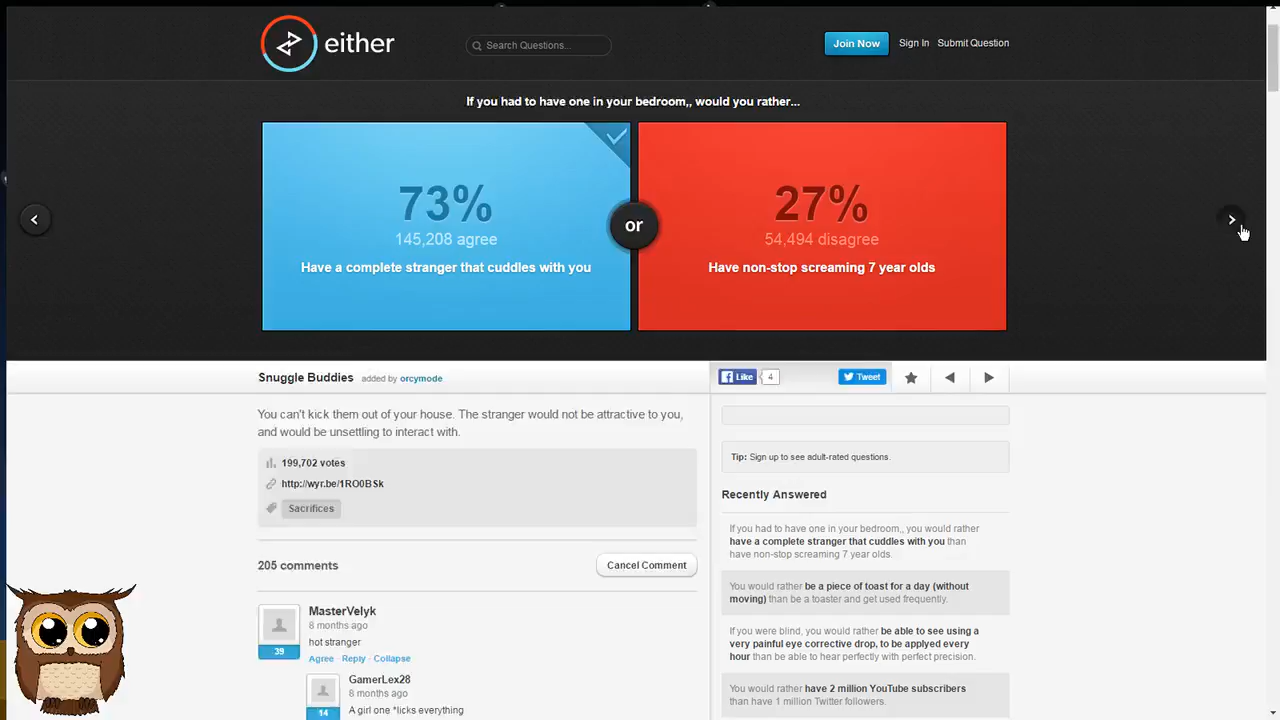 either
Search Questions...
Join Now
Sign In
Submit Question
If you had to have one in your bedroom,, would you rather...
73%
145,208 agree
Have a complete stranger that cuddles with you
or
27%
54,494 disagree
Have non-stop screaming 7 year olds
Snuggle Buddies added by orcymode
Like 4
Tweet
You can't kick them out of your house. The stranger would not be attractive to you,
and would be unsettling to interact with.
199,702 votes
http://wyr.be/1RO0BSk
Sacrifices
205 comments
Cancel Comment
MasterVelyk
8 months ago
hot stranger
39
Agree · Reply · Collapse
GamerLex28
8 months ago
14
A girl one *licks everything
Tip: Sign up to see adult-rated questions.
Recently Answered
If you had to have one in your bedroom,, you would rather
have a complete stranger that cuddles with you than
have non-stop screaming 7 year olds.
You would rather be a piece of toast for a day (without
moving) than be a toaster and get used frequently.
If you were blind, you would rather be able to see using a
very painful eye corrective drop, to be applyed every
hour than be able to hear perfectly with perfect precision.
You would rather have 2 million YouTube subscribers
than have 1 million Twitter followers.